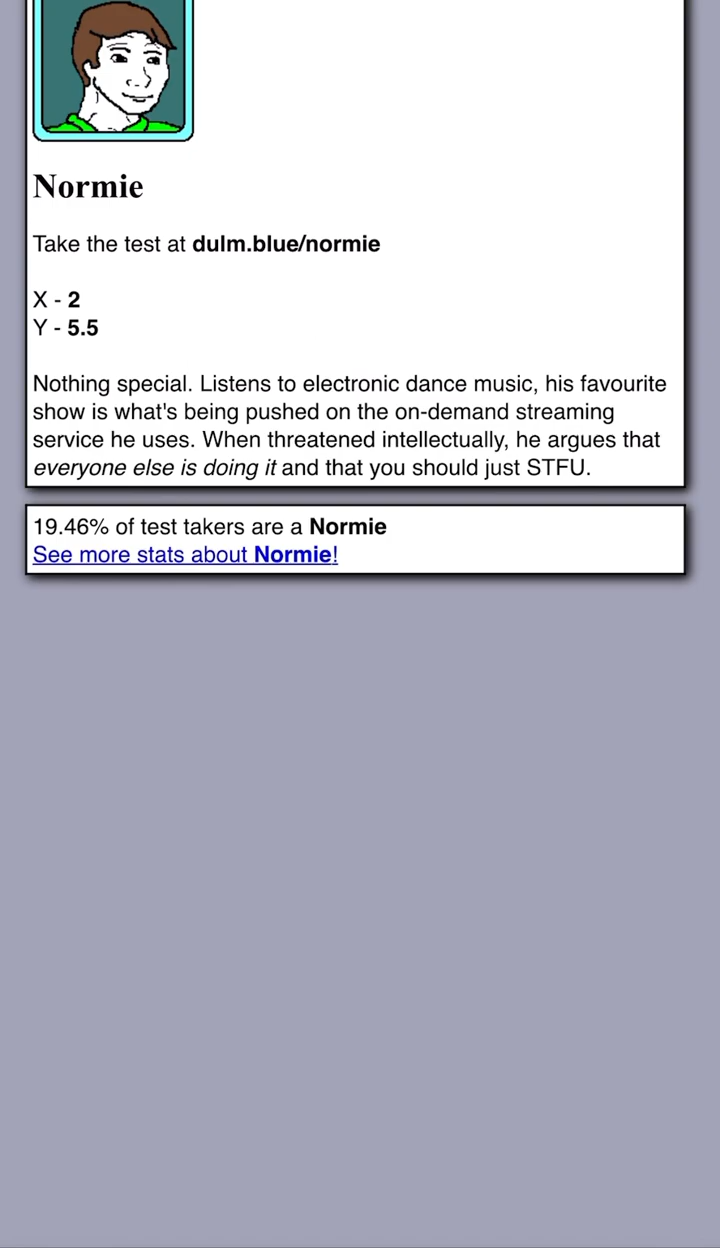 Normie
Take the test at dulm.blue/normie
X - 2
Y - 5.5
Nothing special. Listens to electronic dance music, his favourite
show is what's being pushed on the on-demand streaming
service he uses. When threatened intellectually, he argues that
everyone else is doing it and that you should just STFU.
19.46% of test takers are a Normie
See more stats about Normie!